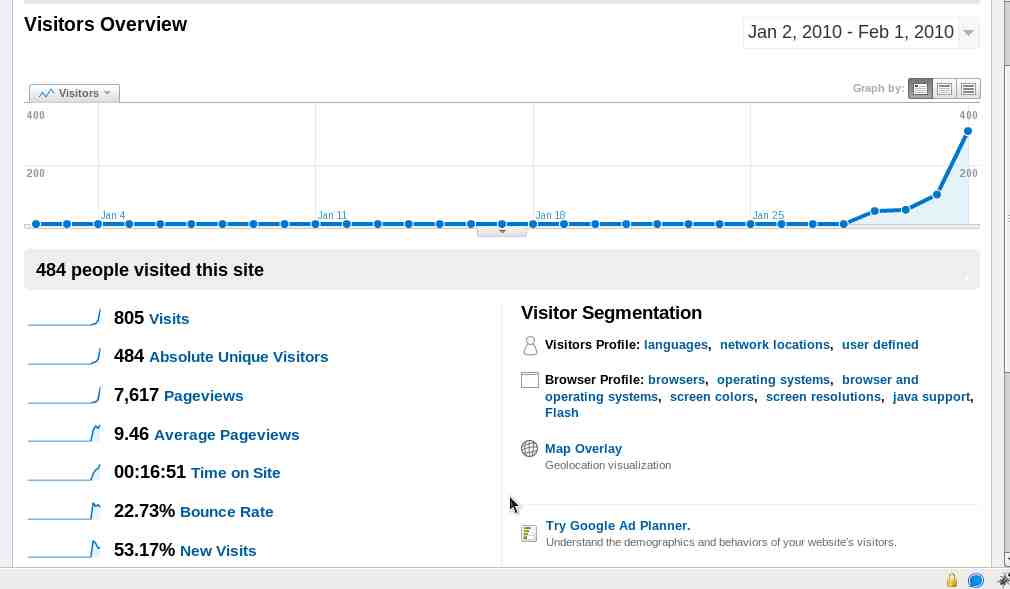 Visitors Overview
Jan 2, 2010 - Feb 1, 2010
Visitors
Graph by:
400
400
200
200
Jan 4
Jan 11
Jan 18
Jan 25
484 people visited this site
805 Visits
484 Absolute Unique Visitors
7,617 Pageviews
9.46 Average Pageviews
00:16:51 Time on Site
22.73% Bounce Rate
53.17% New Visits
Visitor Segmentation
Visitors Profile: languages, network locations, user defined
Browser Profile: browsers, operating systems, browser and
operating systems, screen colors, screen resolutions, java support,
Flash
Map Overlay
Geolocation visualization
Try Google Ad Planner.
Understand the demographics and behaviors of your website's visitors.